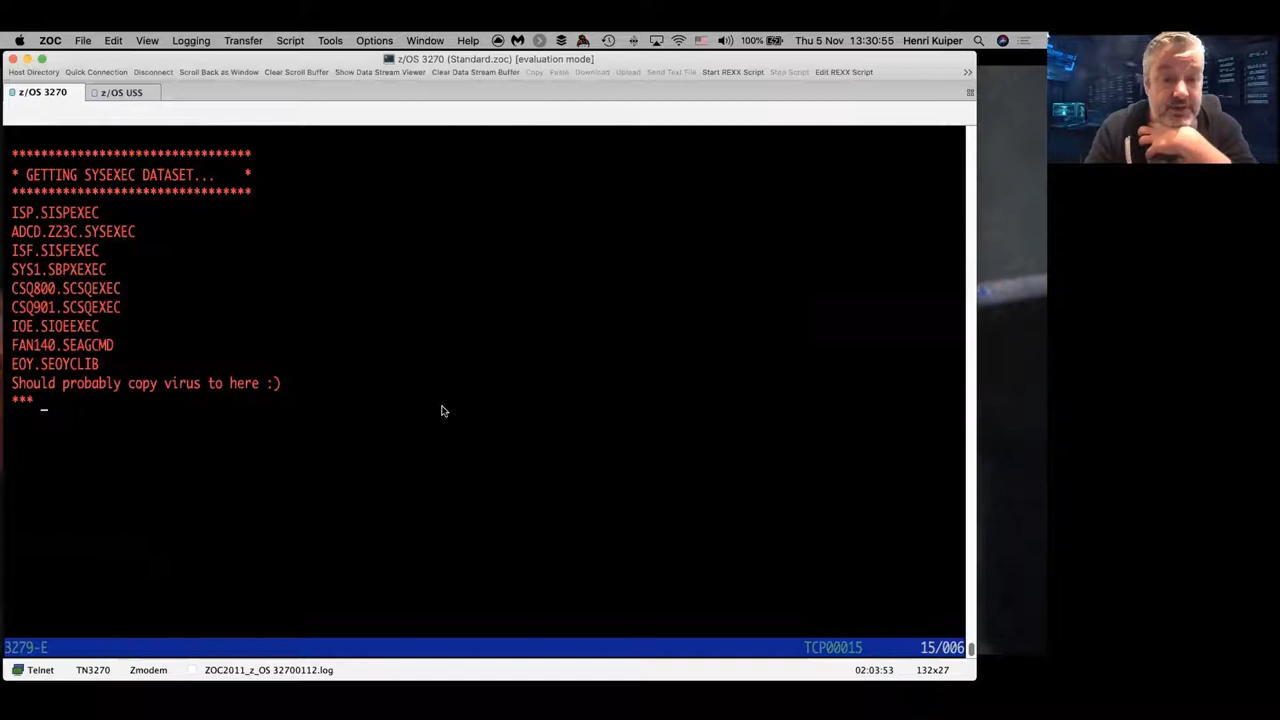 ZOC File Edit View Logging Transfer Script Tools Options Window Help 100% Thu 5 Nov 13:30:55 Henri Kuiper
z/OS 3270 (Standard.zoc) [evaluation mode]
Host Directory Quick Connection Disconnect Scroll Back as Window Clear Scroll Buffer Show Data Stream Viewer Clear Data Stream Buffer Copy Paste Download Upload Send Text File Start REXX Script Stop Script Edit REXX Script »
z/OS 3270 z/OS USS
*********************************
* GETTING SYSEXEC DATASET... *
*********************************
ISP.SISPEXEC
ADCD.Z23C.SYSEXEC
ISF.SISFEXEC
SYS1.SBPXEXEC
CSQ800.SCSQEXEC
CSQ901.SCSQEXEC
IOE.SIOEEXEC
FAN140.SEAGCMD
EOY.SEOYCLIB
Should probably copy virus to here :)
*** _
3279-E TCP00015 15/006
Telnet TN3270 Zmodem ZOC2011_z_OS 32700112.log 02:03:53 132x27